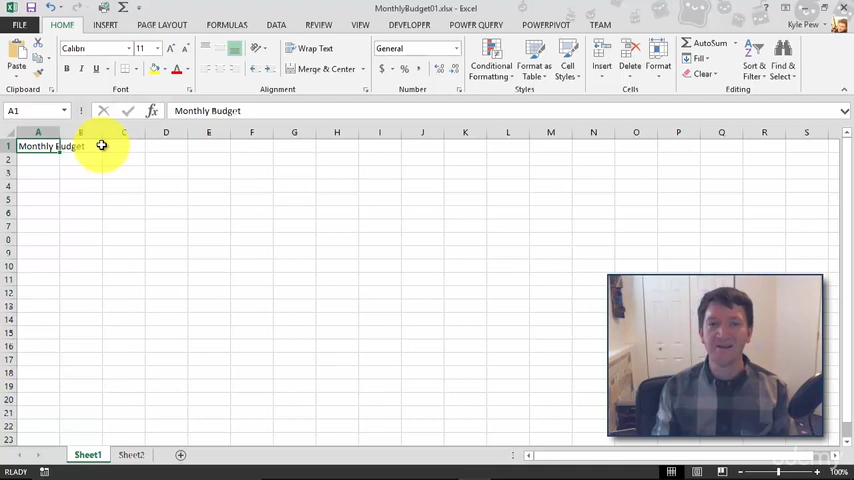 MonthlyBudget01.xlsx - Excel
FILE HOME INSERT PAGE LAYOUT FORMULAS DATA REVIEW VIEW DEVELOPER POWER QUERY POWERPIVOT TEAM Kyle Pew
Paste
Calibri 11
B I U A
Wrap Text
Merge & Center
General
$ % ,
Conditional Formatting
Format as Table
Cell Styles
Insert
Delete
Format
AutoSum
Fill
Clear
Sort & Filter
Find & Select
Clipboard Font Alignment Number Styles Cells Editing
A1 fx Monthly Budget
A B C D E F G H I J K L M N O P Q R S
1 Monthly Budget
2
3
4
5
6
7
8
9
10
11
12
13
14
15
16
17
18
19
20
21
22
23
Sheet1 Sheet2
READY 100%
udemy